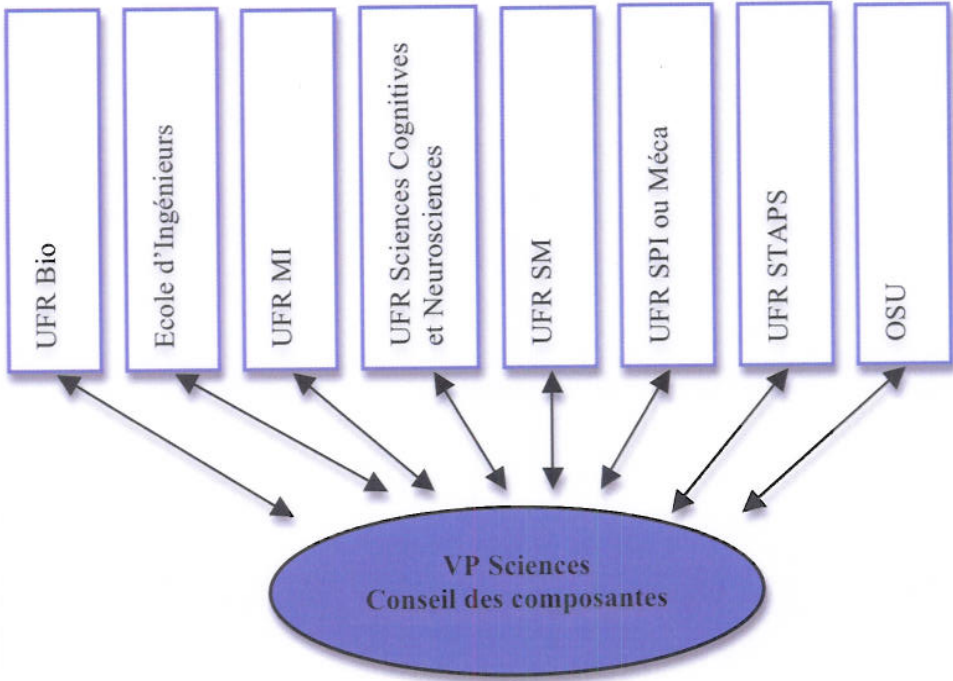 UFR Bio
Ecole d'Ingénieurs
UFR MI
UFR Sciences Cognitives
et Neurosciences
UFR SM
UFR SPI ou Méca
UFR STAPS
OSU
VP Sciences
Conseil des composantes